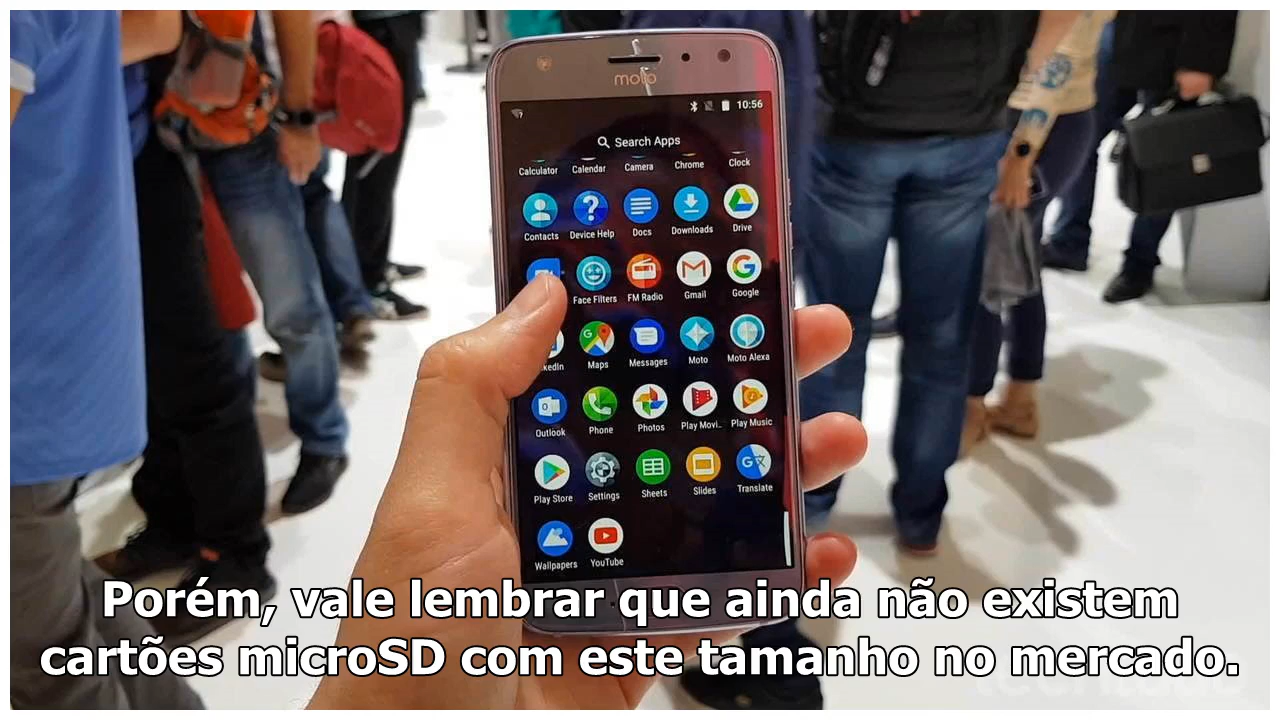 moto
10:56
Search Apps
Calculator Calendar Camera Chrome Clock
Contacts Device Help Docs Downloads Drive
Face Filters FM Radio Gmail Google
Maps Messages Moto Moto Alexa
Outlook Phone Photos Play Movi.. Play Music
Play Store Settings Sheets Slides Translate
Wallpapers YouTube
Porém, vale lembrar que ainda não existem
cartões microSD com este tamanho no mercado.